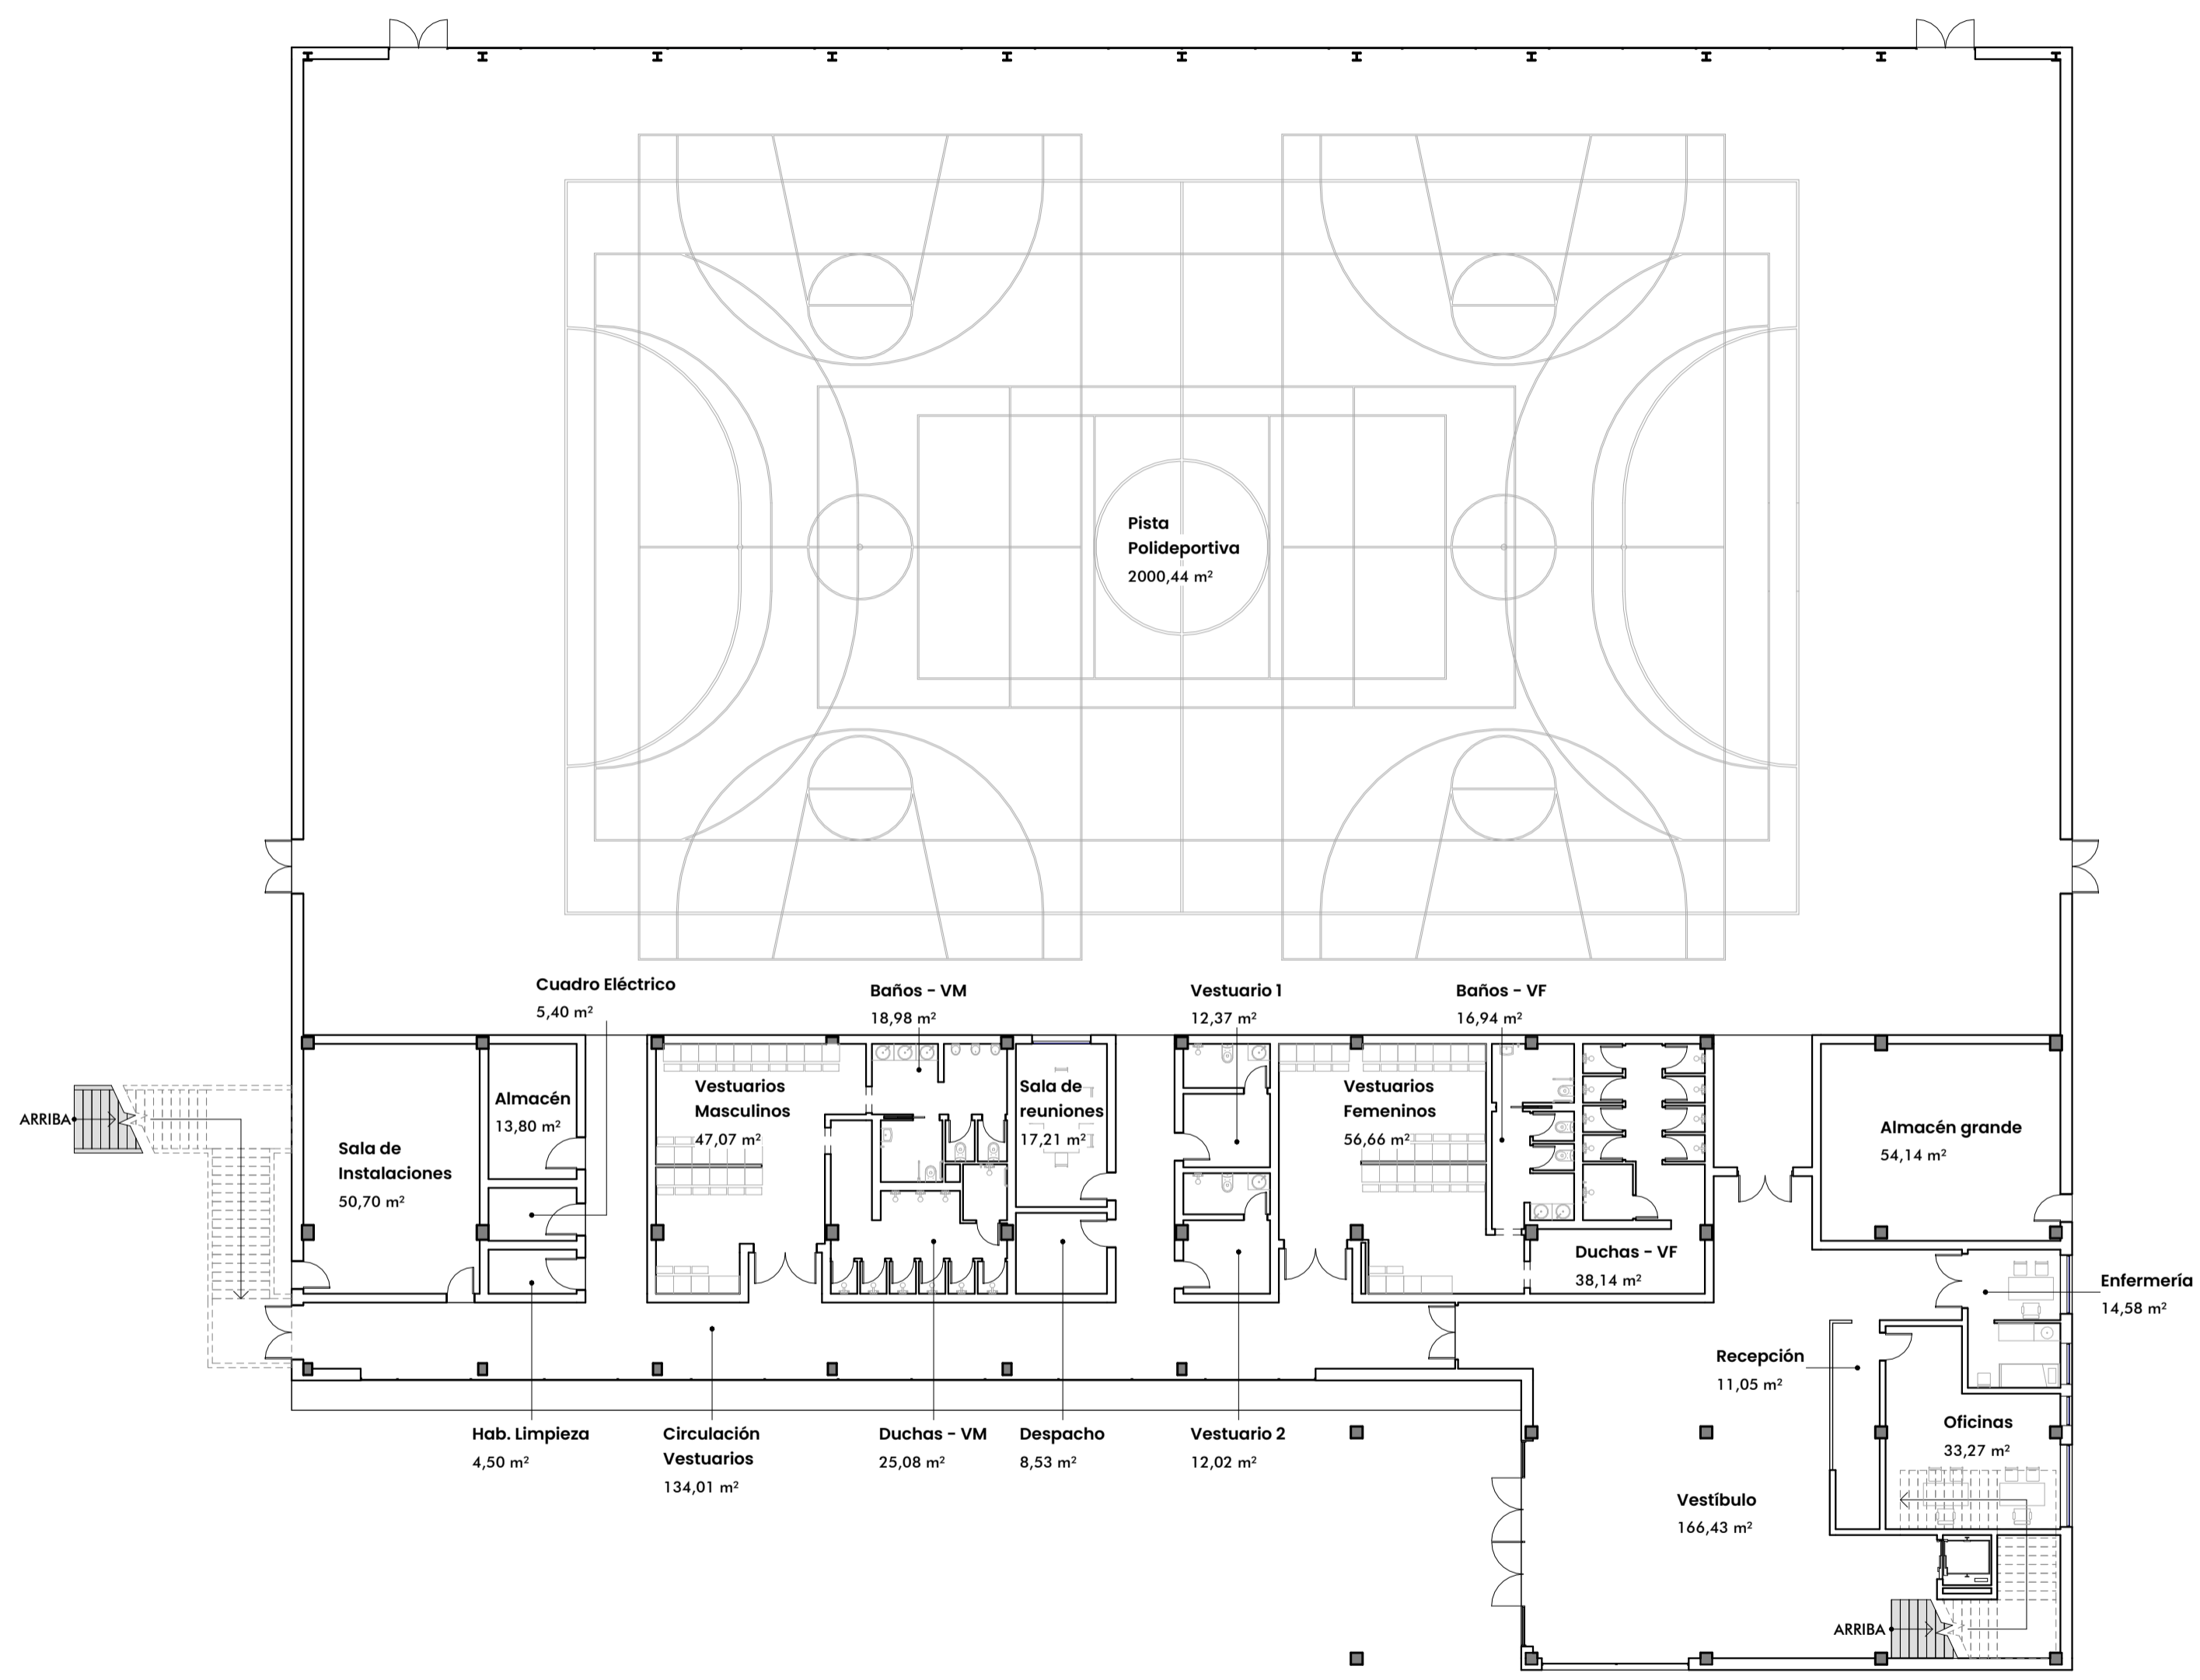 Pista
Polideportiva
2000,44 m²
Cuadro Eléctrico
5,40 m²
Baños - VM
18,98 m²
Vestuario 1
12,37 m²
Baños - VF
16,94 m²
ARRIBA
Sala de
Instalaciones
50,70 m²
Almacén
13,80 m²
Vestuarios
Masculinos
47,07 m²
Sala de
reuniones
17,21 m²
Vestuarios
Femeninos
56,66 m²
Almacén grande
54,14 m²
Duchas - VF
38,14 m²
Enfermería
14,58 m²
Recepción
11,05 m²
Hab. Limpieza
4,50 m²
Circulación
Vestuarios
134,01 m²
Duchas - VM
25,08 m²
Despacho
8,53 m²
Vestuario 2
12,02 m²
Oficinas
33,27 m²
Vestíbulo
166,43 m²
ARRIBA